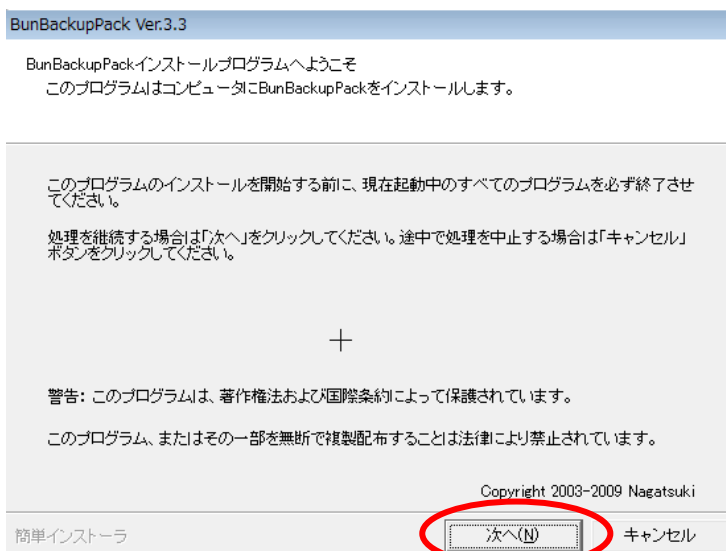 BunBackupPack Ver.3.3
BunBackupPackインストールプログラムへようこそ
このプログラムはコンピュータにBunBackupPackをインストールします。
このプログラムのインストールを開始する前に、現在起動中のすべてのプログラムを必ず終了させ
てください。
処理を継続する場合は「次へ」をクリックしてください。途中で処理を中止する場合は「キャンセル」
ボタンをクリックしてください。
警告: このプログラムは、著作権法および国際条約によって保護されています。
このプログラム、またはその一部を無断で複製配布することは法律により禁止されています。
Copyright 2003-2009 Nagatsuki
簡単インストーラ
次へ(N)
キャンセル